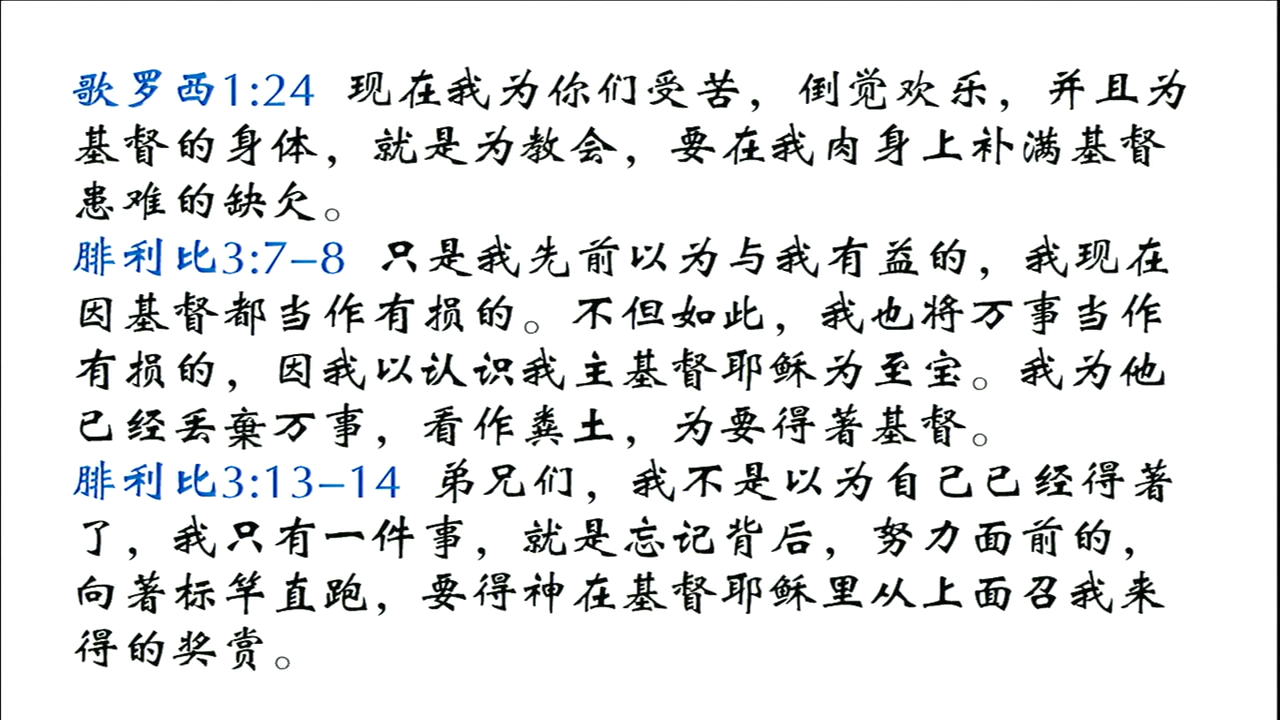 歌罗西1:24 现在我为你们受苦，倒觉欢乐，并且为
基督的身体，就是为教会，要在我肉身上补满基督
患难的缺欠。
腓利比3:7–8 只是我先前以为与我有益的，我现在
因基督都当作有损的。不但如此，我也将万事当作
有损的，因我以认识我主基督耶稣为至宝。我为他
已经丢棄万事，看作粪土，为要得著基督。
腓利比3:13–14 弟兄们，我不是以为自己已经得著
了，我只有一件事，就是忘记背后，努力面前的，
向著标竿直跑，要得神在基督耶稣里从上面召我来
得的奖赏。